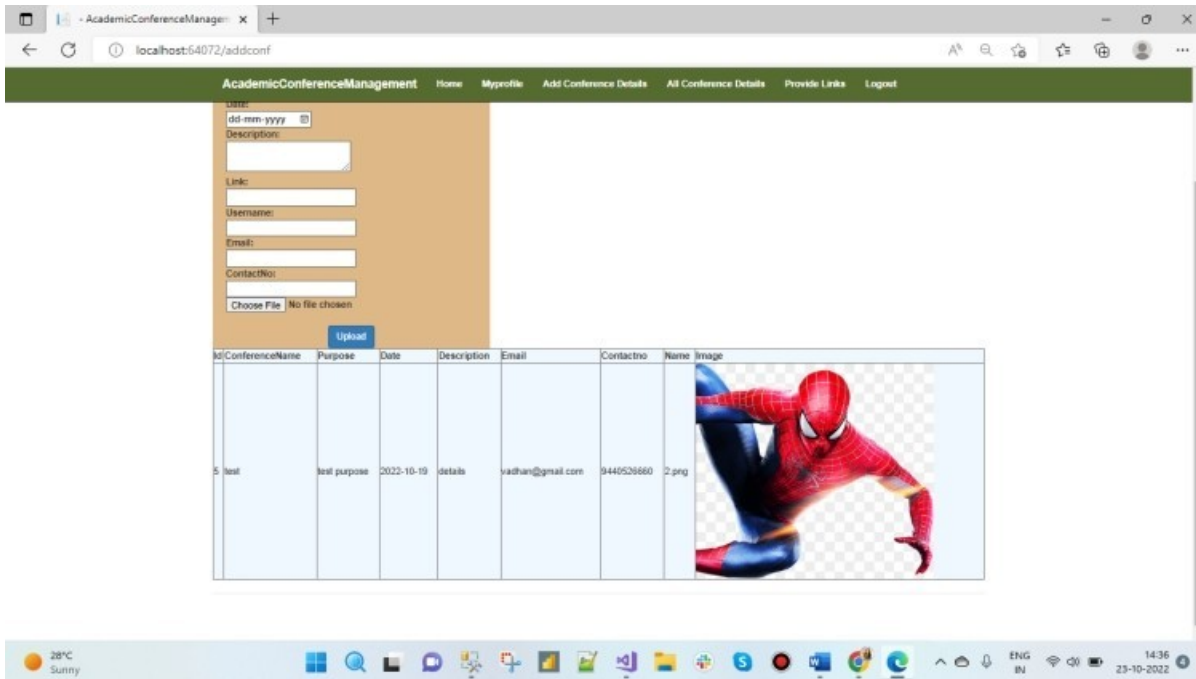 - AcademicConferenceManagem
localhost:64072/addconf
AcademicConferenceManagement Home Myprofile Add Conference Details All Conference Details Provide Links Logout
Date:
dd-mm-yyyy
Description:
Link:
Username:
Email:
ContactNo:
Choose File No file chosen
Upload
Id ConferenceName Purpose Date Description Email Contactno Name Image
5 test test purpose 2022-10-19 details vadhan@gmail.com 9440526660 2.png
28°C
Sunny
ENG
IN
14:36
23-10-2022
4